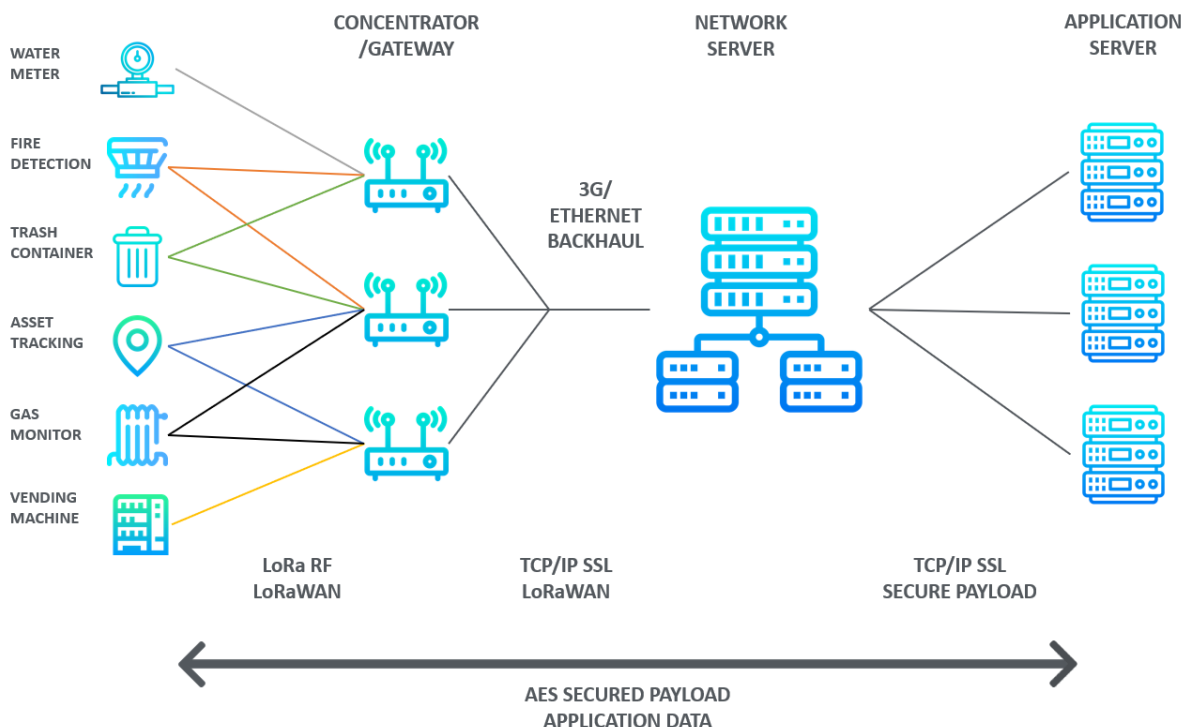 CONCENTRATOR
/GATEWAY
NETWORK
SERVER
APPLICATION
SERVER
WATER
METER
FIRE
DETECTION
TRASH
CONTAINER
ASSET
TRACKING
GAS
MONITOR
VENDING
MACHINE
3G/
ETHERNET
BACKHAUL
LoRa RF
LoRaWAN
TCP/IP SSL
LoRaWAN
TCP/IP SSL
SECURE PAYLOAD
AES SECURED PAYLOAD
APPLICATION DATA